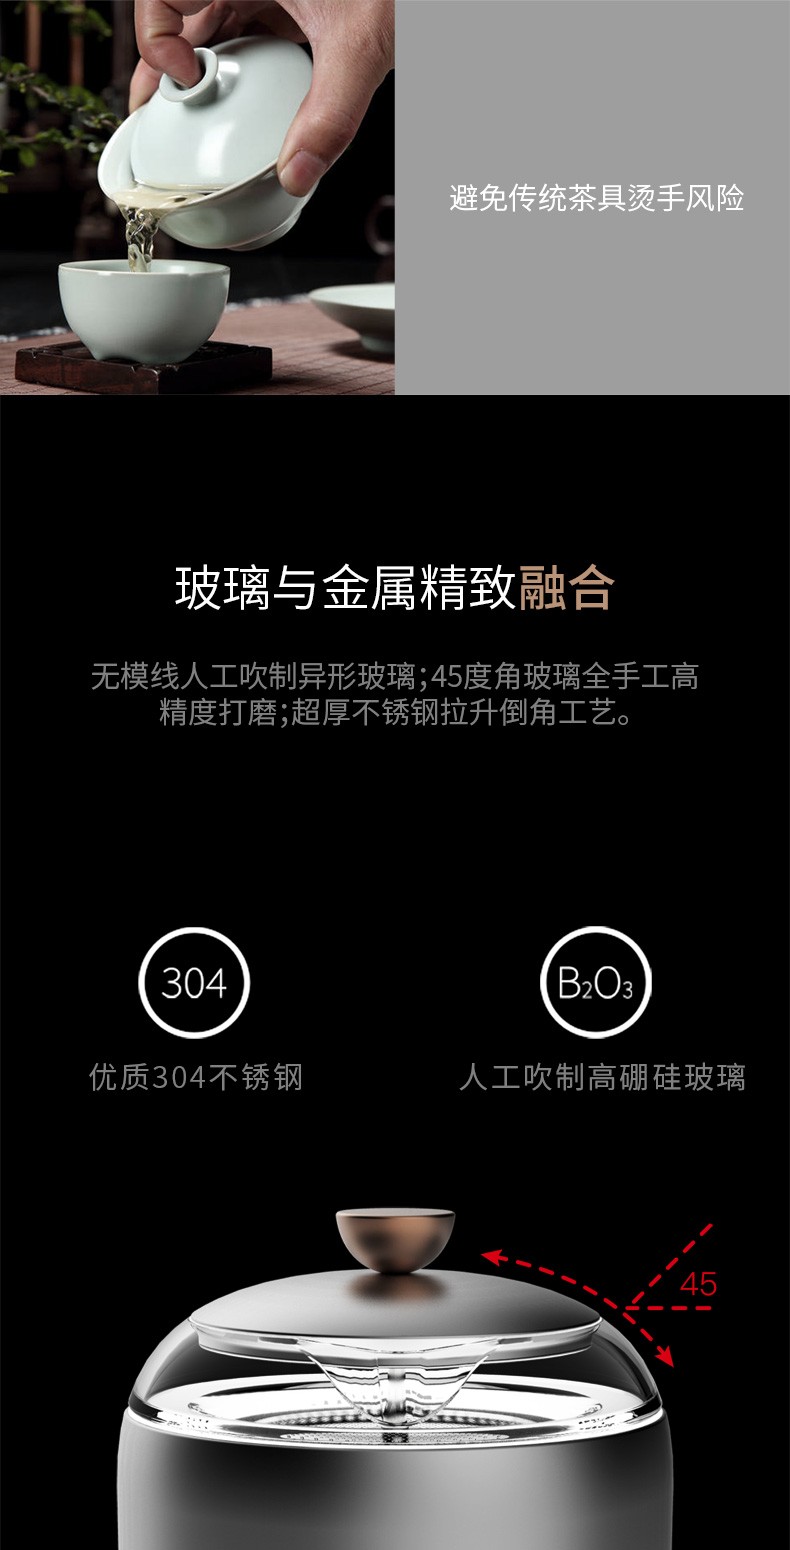 避免传统茶具烫手风险
玻璃与金属精致融合
无模线人工吹制异形玻璃;45度角玻璃全手工高
精度打磨;超厚不锈钢拉升倒角工艺。
304
B₂O₃
优质304不锈钢
人工吹制高硼硅玻璃
45